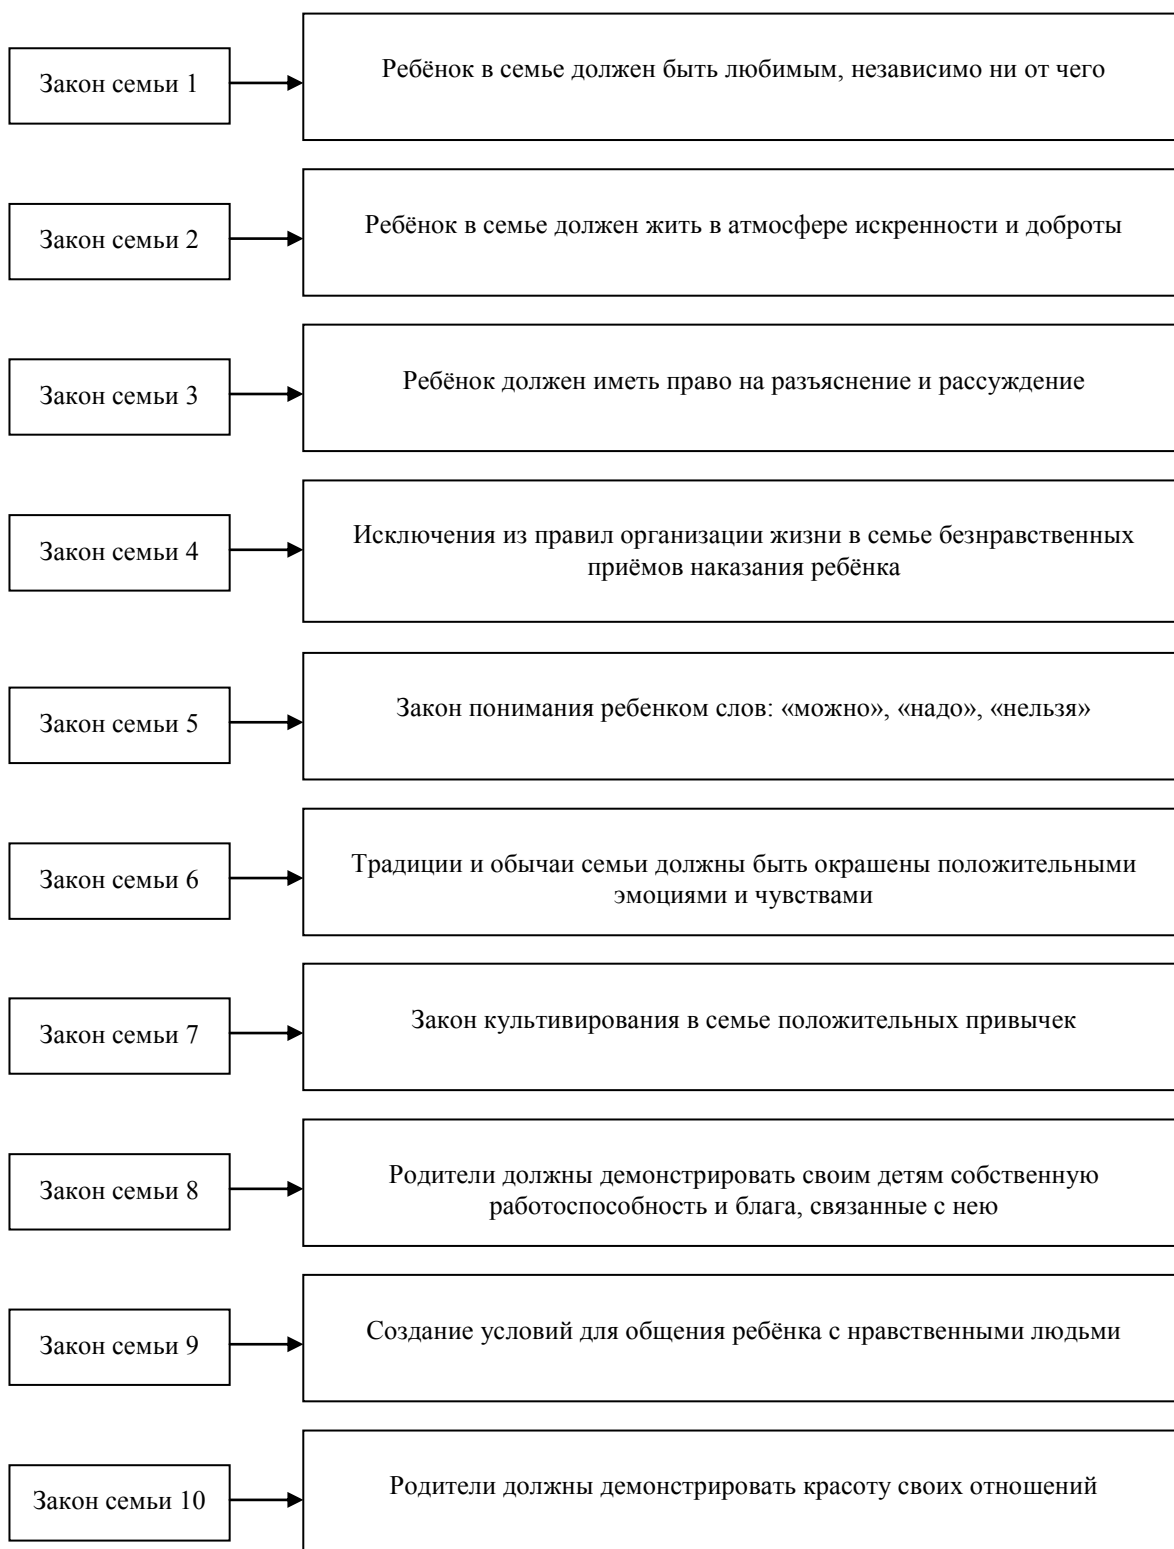 Закон семьи 1
Ребёнок в семье должен быть любимым, независимо ни от чего
Закон семьи 2
Ребёнок в семье должен жить в атмосфере искренности и доброты
Закон семьи 3
Ребёнок должен иметь право на разъяснение и рассуждение
Закон семьи 4
Исключения из правил организации жизни в семье безнравственных
приёмов наказания ребёнка
Закон семьи 5
Закон понимания ребенком слов: «можно», «надо», «нельзя»
Закон семьи 6
Традиции и обычаи семьи должны быть окрашены положительными
эмоциями и чувствами
Закон семьи 7
Закон культивирования в семье положительных привычек
Закон семьи 8
Родители должны демонстрировать своим детям собственную
работоспособность и блага, связанные с нею
Закон семьи 9
Создание условий для общения ребёнка с нравственными людьми
Закон семьи 10
Родители должны демонстрировать красоту своих отношений